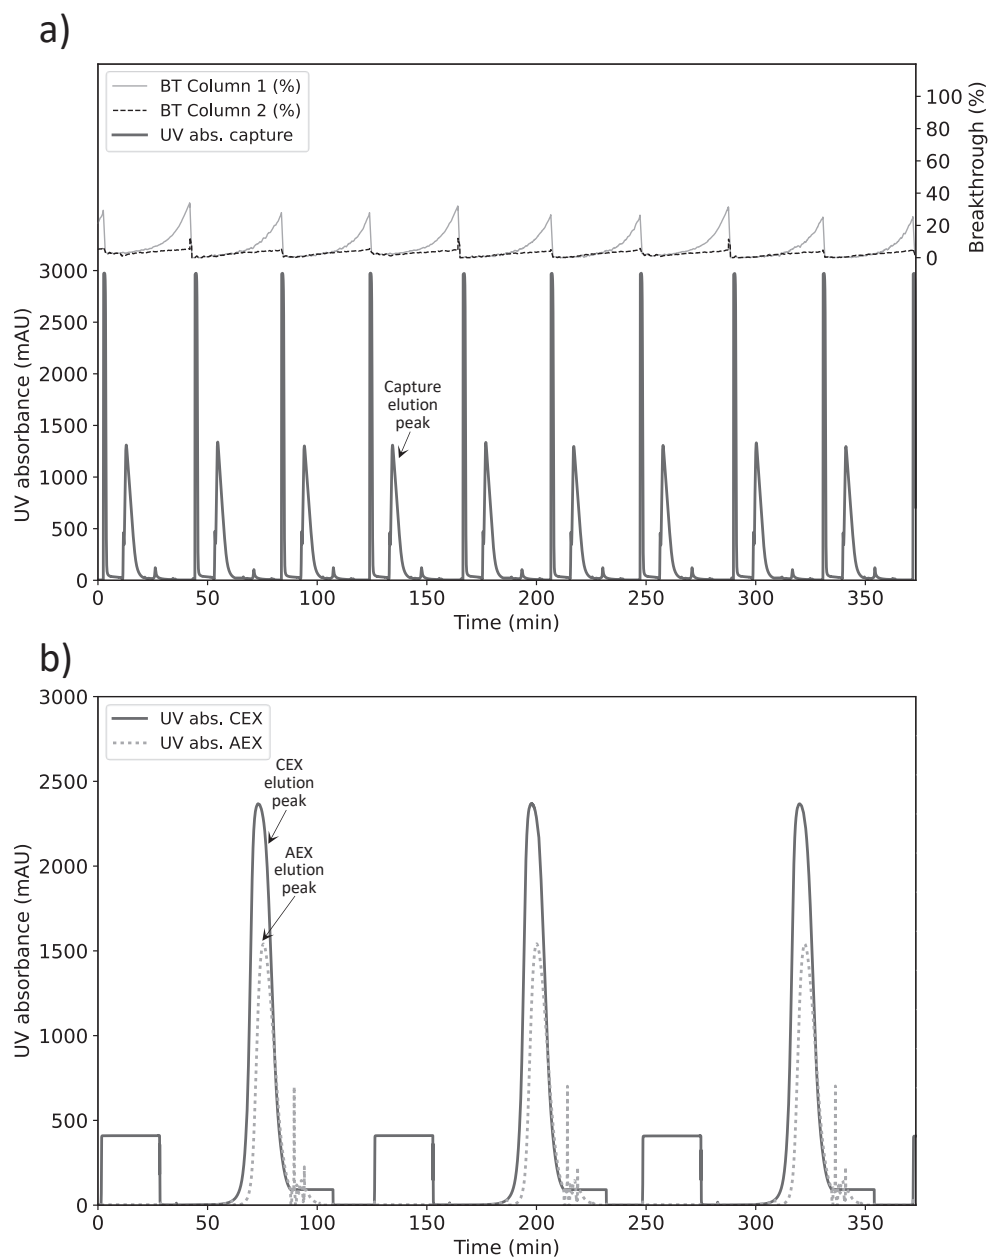 a)
BT Column 1 (%)
BT Column 2 (%)
UV abs. capture
100
80
60
40
20
0
Breakthrough (%)
3000
2500
2000
1500
1000
500
0
UV absorbance (mAU)
Capture
elution
peak
0 50 100 150 200 250 300 350
Time (min)
b)
UV abs. CEX
UV abs. AEX
3000
2500
2000
1500
1000
500
0
UV absorbance (mAU)
CEX
elution
peak
AEX
elution
peak
0 50 100 150 200 250 300 350
Time (min)